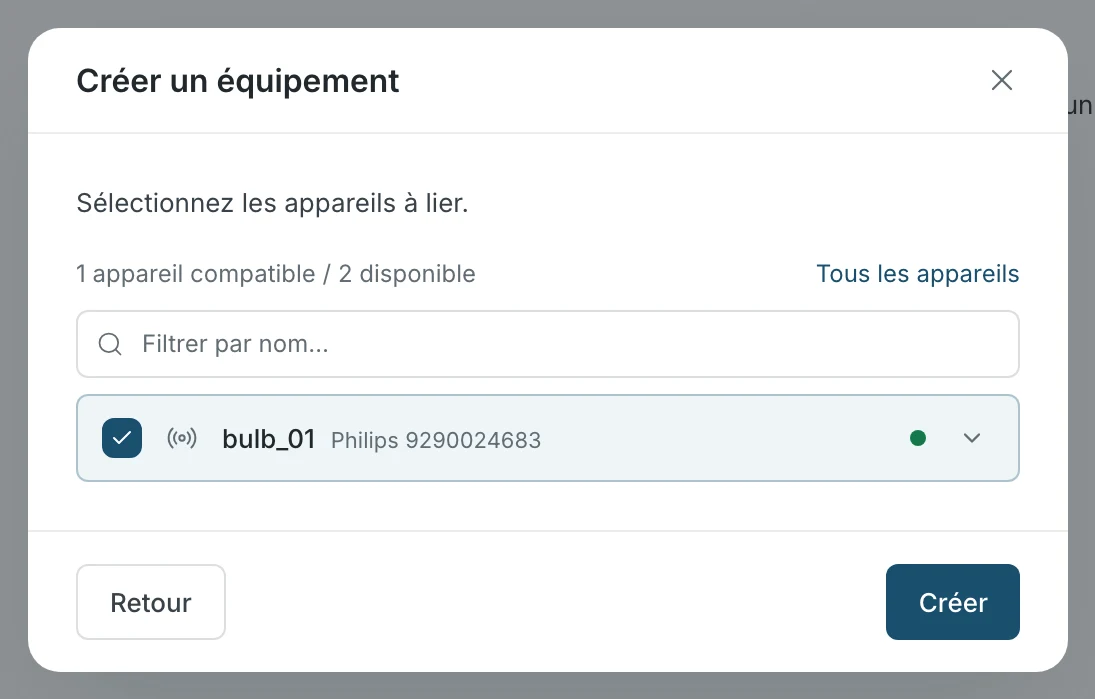 Créer un équipement
un
Sélectionnez les appareils à lier.
1 appareil compatible / 2 disponible
Tous les appareils
Filtrer par nom...
bulb_01 Philips 9290024683
Retour
Créer